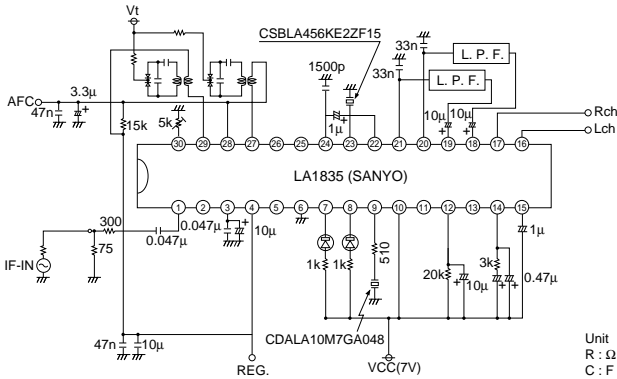 Vt
CSBLA456KE2ZF15
1500p
33n
33n
L. P. F.
L. P. F.
AFC
3.3µ
47n
15k
5k
1µ
10µ
10µ
Rch
Lch
30 29 28 27 26 25 24 23 22 21 20 19 18 17 16
LA1835 (SANYO)
1 2 3 4 5 6 7 8 9 10 11 12 13 14 15
300
0.047µ
0.047µ
10µ
75
IF-IN
1k
1k
510
20k
10µ
3k
0.47µ
1µ
47n
10µ
CDALA10M7GA048
REG.
VCC(7V)
Unit
R : Ω
C : F